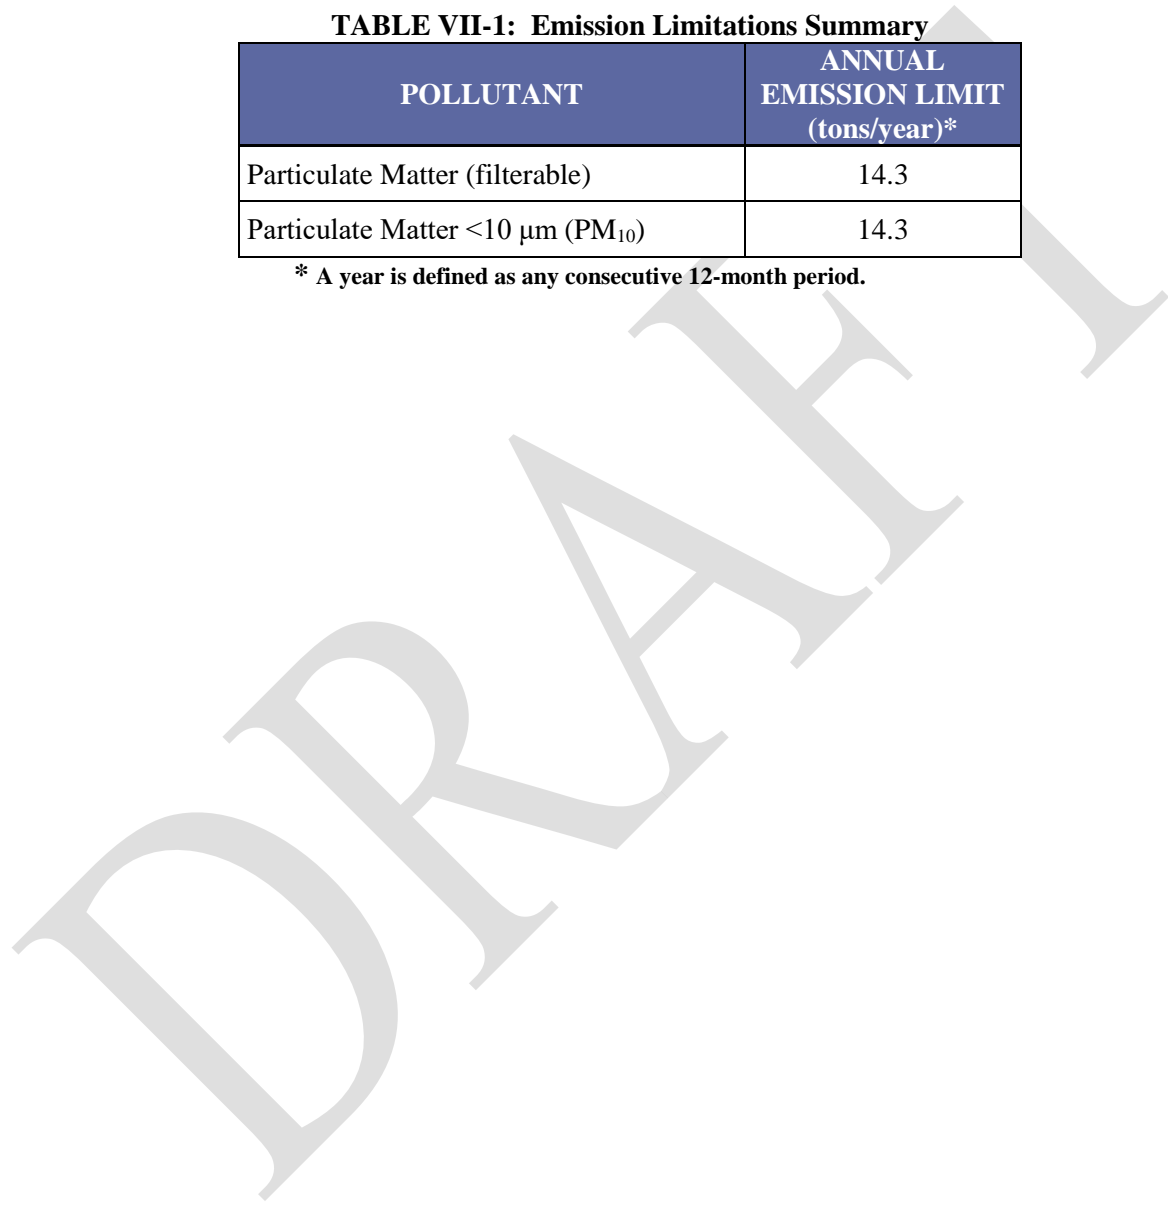 TABLE VII-1: Emission Limitations Summary
POLLUTANT
ANNUAL
EMISSION LIMIT
(tons/year)*
Particulate Matter (filterable)
14.3
Particulate Matter <10 μm (PM₁₀)
14.3
* A year is defined as any consecutive 12-month period.
DRAFT